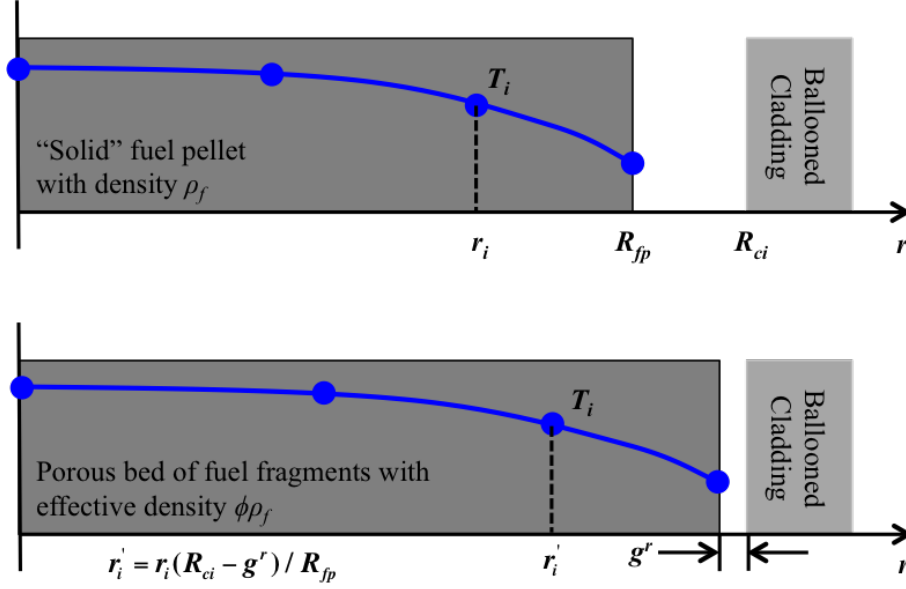 T_i
"Solid" fuel pellet
with density ρ_f
Ballooned
Cladding
r_i
R_fp
R_ci
r
T_i
Porous bed of fuel fragments with
effective density ϕρ_f
Ballooned
Cladding
r_i' = r_i(R_ci − g^r) / R_fp
r_i'
g^r
r